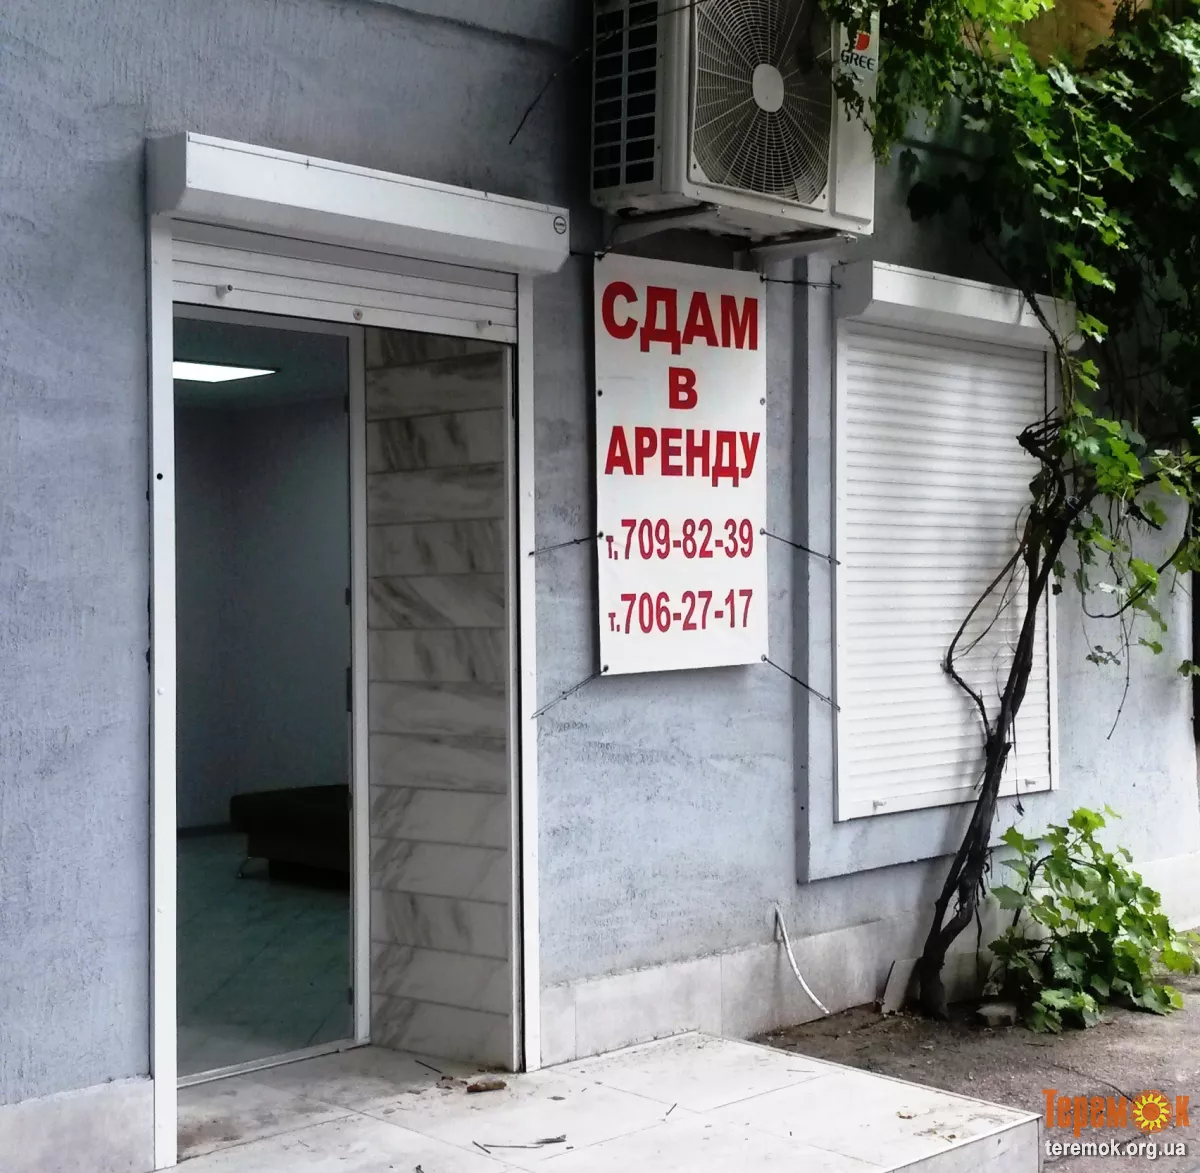 GREE
СДАМ
В
АРЕНДУ
т.709-82-39
т.706-27-17
Теремок
teremok.org.ua